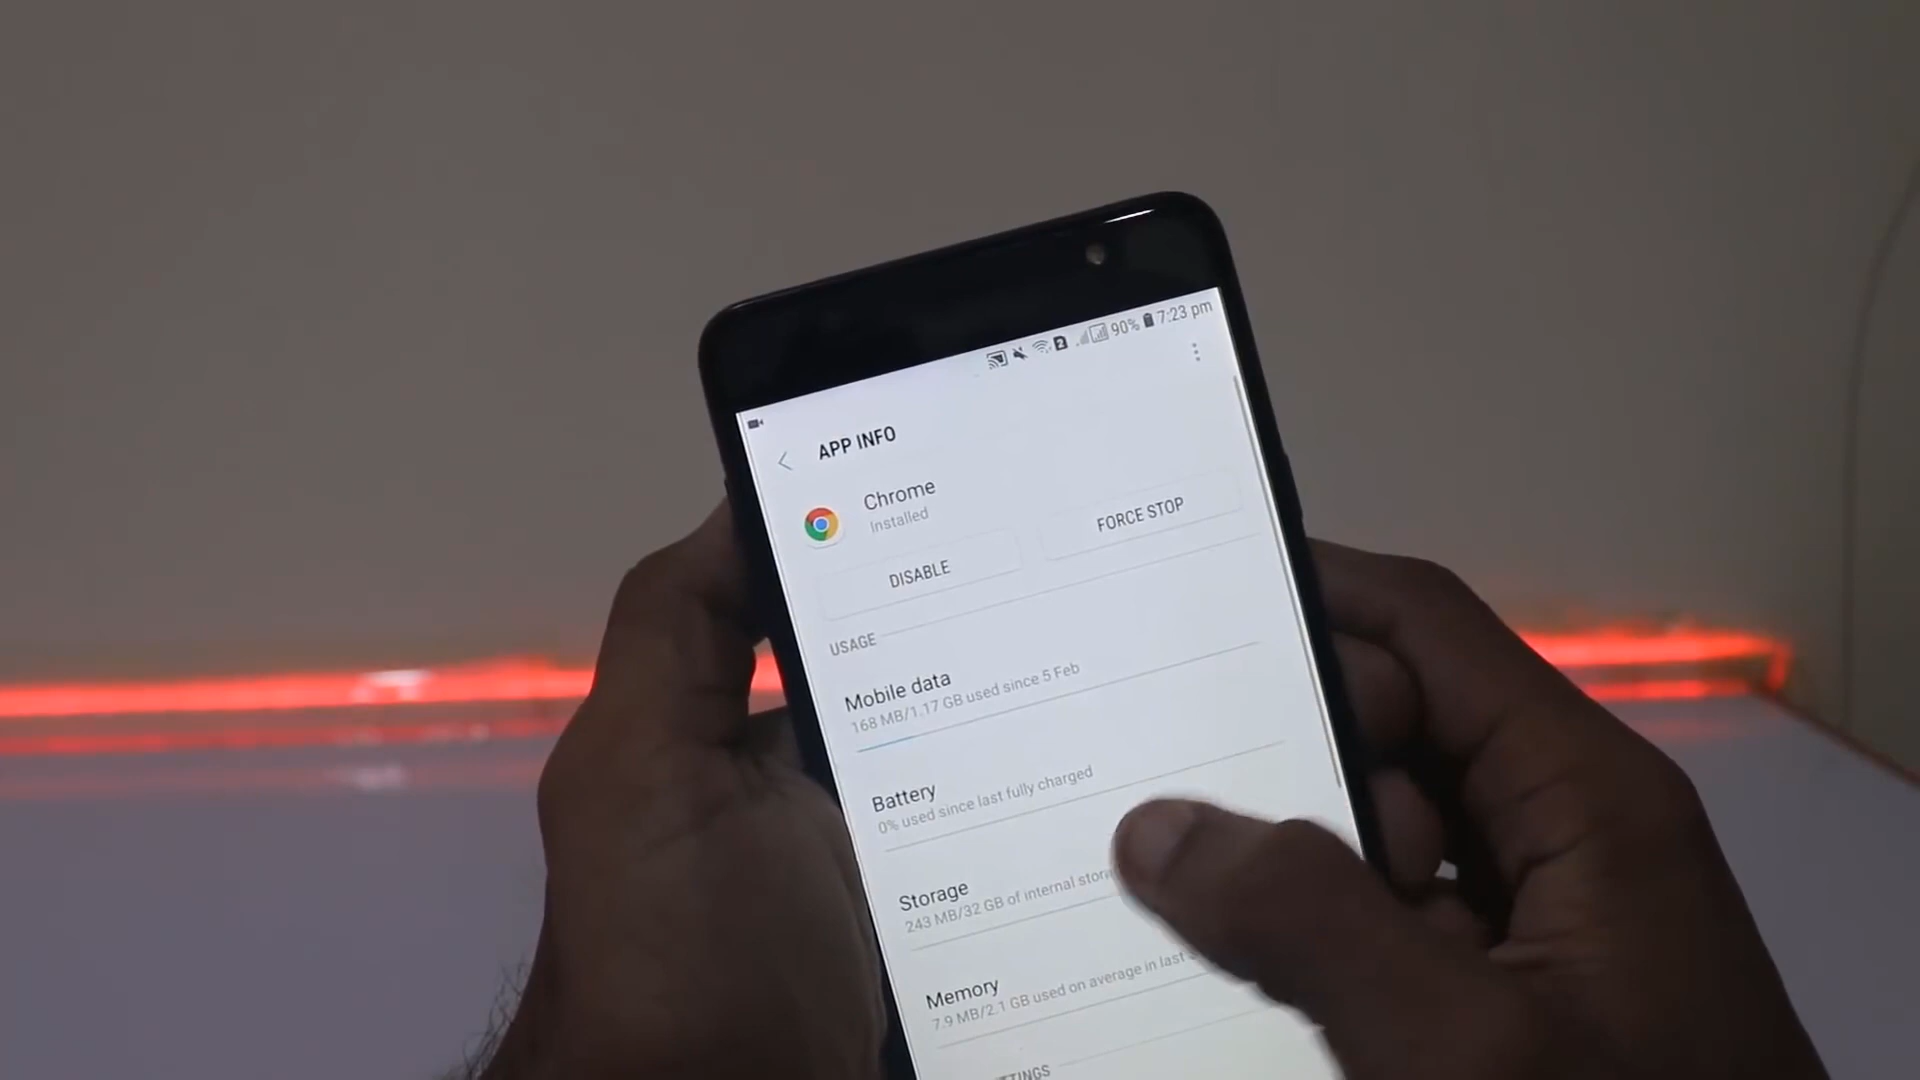 2 90% 7:23 pm
APP INFO
Chrome
Installed
DISABLE
FORCE STOP
USAGE
Mobile data
168 MB/1.17 GB used since 5 Feb
Battery
0% used since last fully charged
Storage
243 MB/32 GB of internal
Memory
7.9 MB/2.1 GB used on average in last